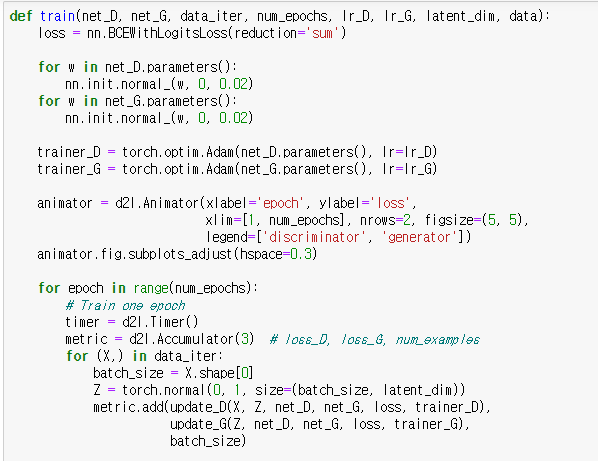 def train(net_D, net_G, data_iter, num_epochs, lr_D, lr_G, latent_dim, data):
    loss = nn.BCEWithLogitsLoss(reduction='sum')

    for w in net_D.parameters():
        nn.init.normal_(w, 0, 0.02)
    for w in net_G.parameters():
        nn.init.normal_(w, 0, 0.02)

    trainer_D = torch.optim.Adam(net_D.parameters(), lr=lr_D)
    trainer_G = torch.optim.Adam(net_G.parameters(), lr=lr_G)

    animator = d2l.Animator(xlabel='epoch', ylabel='loss',
                            xlim=[1, num_epochs], nrows=2, figsize=(5, 5),
                            legend=['discriminator', 'generator'])
    animator.fig.subplots_adjust(hspace=0.3)

    for epoch in range(num_epochs):
        # Train one epoch
        timer = d2l.Timer()
        metric = d2l.Accumulator(3)  # loss_D, loss_G, num_examples
        for (X,) in data_iter:
            batch_size = X.shape[0]
            Z = torch.normal(0, 1, size=(batch_size, latent_dim))
            metric.add(update_D(X, Z, net_D, net_G, loss, trainer_D),
                       update_G(Z, net_D, net_G, loss, trainer_G),
                       batch_size)